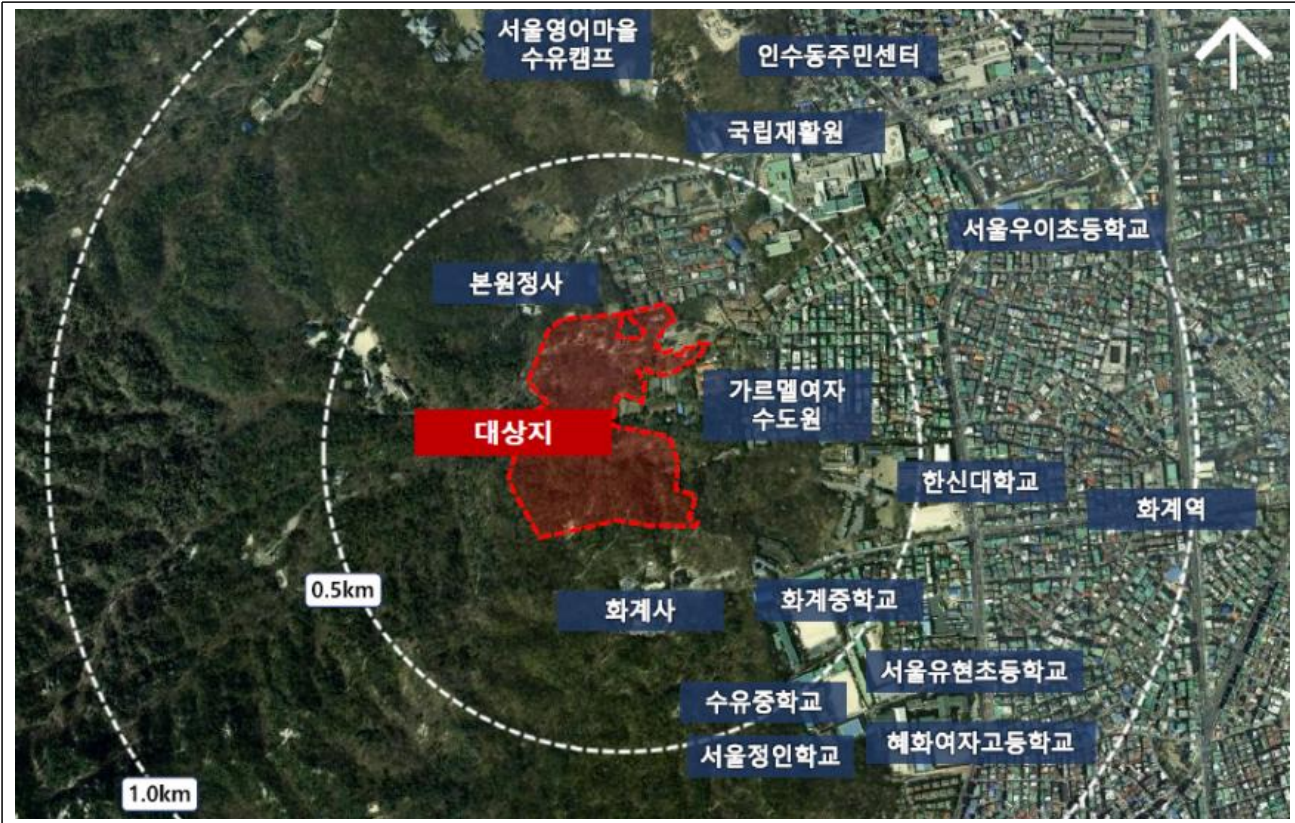 서울영어마을
수유캠프
인수동주민센터
국립재활원
서울우이초등학교
본원정사
가르멜여자
수도원
대상지
한신대학교
화계역
0.5km
화계사
화계중학교
서울유현초등학교
수유중학교
혜화여자고등학교
서울정인학교
1.0km